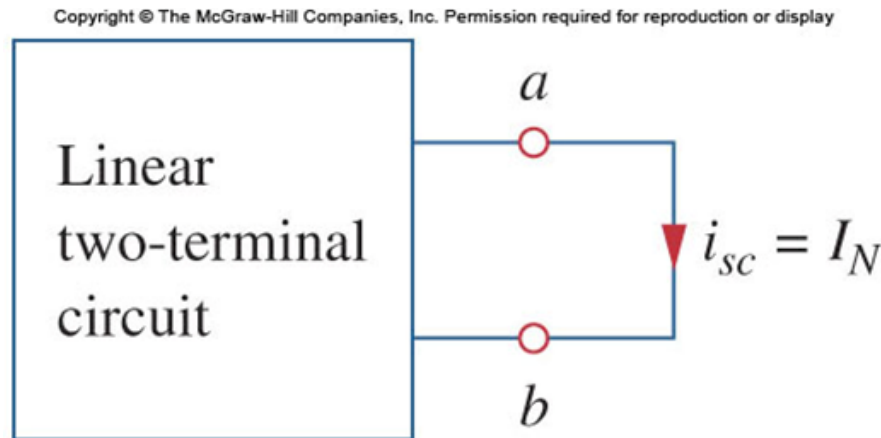 Copyright © The McGraw-Hill Companies, Inc. Permission required for reproduction or display
a
Linear
two-terminal
circuit
i_sc = I_N
b